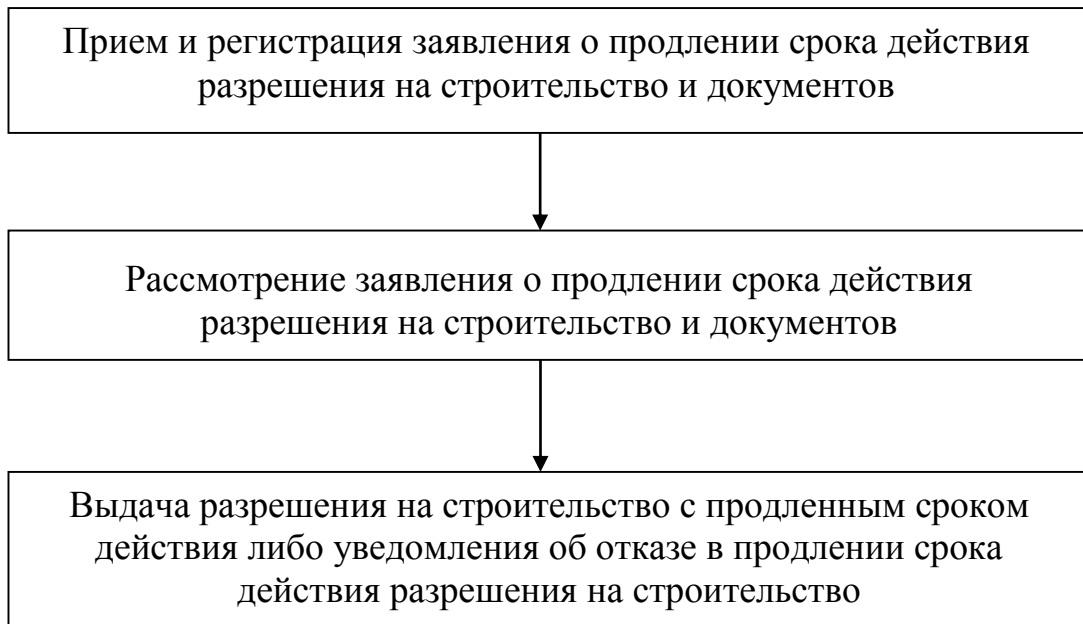 Прием и регистрация заявления о продлении срока действия
разрешения на строительство и документов
Рассмотрение заявления о продлении срока действия
разрешения на строительство и документов
Выдача разрешения на строительство с продленным сроком
действия либо уведомления об отказе в продлении срока
действия разрешения на строительство